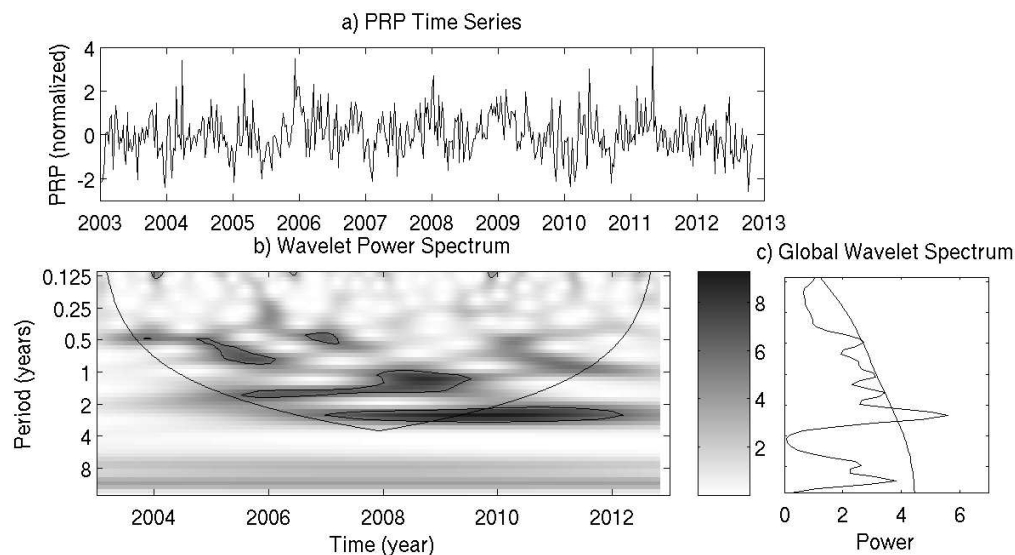 a) PRP Time Series
PRP (normalized)
4
2
0
-2
2003 2004 2005 2006 2007 2008 2009 2010 2011 2012 2013
b) Wavelet Power Spectrum
Period (years)
0.125
0.25
0.5
1
2
4
8
2004 2006 2008 2010 2012
Time (year)
8
6
4
2
c) Global Wavelet Spectrum
0 2 4 6
Power